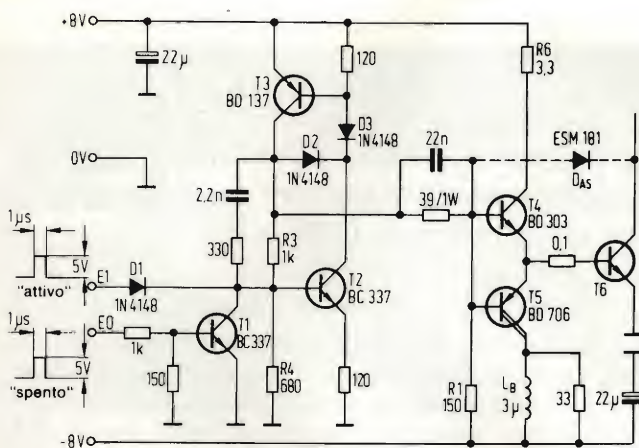 +8V
22µ
T3
BD 137
120
R6
3,3
D3
1N4148
D2
1N4148
22n
ESM 181
DAS
0V
2,2n
39/1W
T4
BD 303
1µs
5V
"attivo"
E1
D1
1N4148
330
R3
1k
T2
BC 337
0,1
T6
T5
BD 706
1µs
E0
1k
T1
BC337
5V
"spento"
150
R4
680
120
R1
150
LB
3µ
33
22µ
-8V